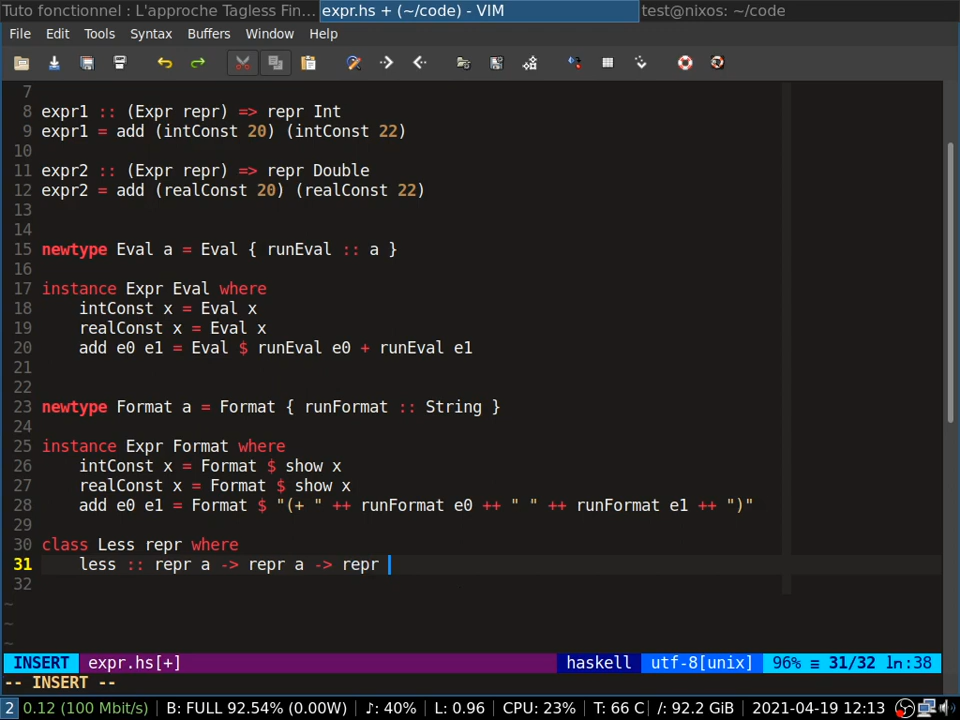 Tuto fonctionnel : L'approche Tagless Fin... expr.hs + (~/code) - VIM test@nixos: ~/code
File Edit Tools Syntax Buffers Window Help
7
8 expr1 :: (Expr repr) => repr Int
9 expr1 = add (intConst 20) (intConst 22)
10
11 expr2 :: (Expr repr) => repr Double
12 expr2 = add (realConst 20) (realConst 22)
13
14
15 newtype Eval a = Eval { runEval :: a }
16
17 instance Expr Eval where
18     intConst x = Eval x
19     realConst x = Eval x
20     add e0 e1 = Eval $ runEval e0 + runEval e1
21
22
23 newtype Format a = Format { runFormat :: String }
24
25 instance Expr Format where
26     intConst x = Format $ show x
27     realConst x = Format $ show x
28     add e0 e1 = Format $ "(+ " ++ runFormat e0 ++ " " ++ runFormat e1 ++ ")"
29
30 class Less repr where
31     less :: repr a -> repr a -> repr
32
~
~
~
INSERT expr.hs[+] haskell utf-8[unix] 96% ≡ 31/32 ln:38
-- INSERT --
2 0.12 (100 Mbit/s) B: FULL 92.54% (0.00W) ♪: 40% L: 0.96 CPU: 23% T: 66 C /: 92.2 GiB 2021-04-19 12:13